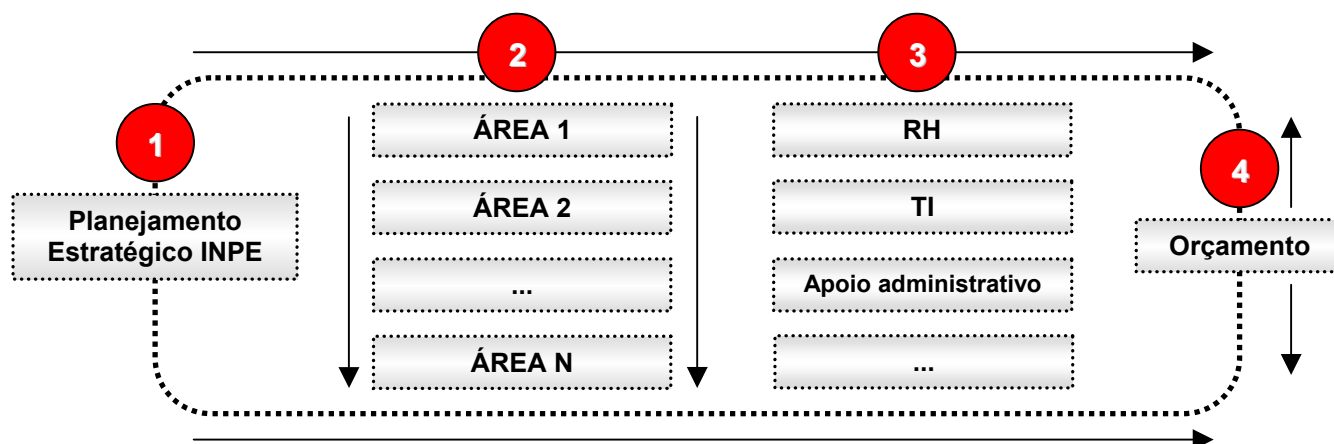 2
3
1
4
ÁREA 1
RH
Planejamento
Estratégico INPE
ÁREA 2
TI
Orçamento
...
Apoio administrativo
ÁREA N
...